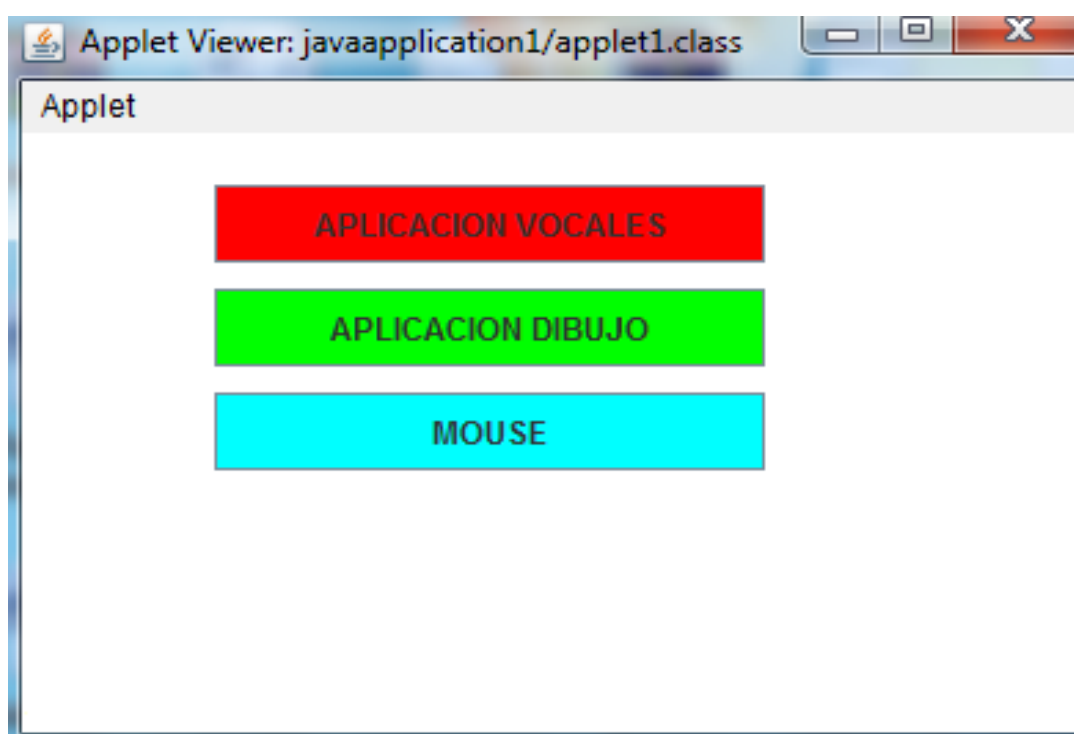 Applet Viewer: javaapplication1/applet1.class
Applet
APLICACION VOCALES
APLICACION DIBUJO
MOUSE